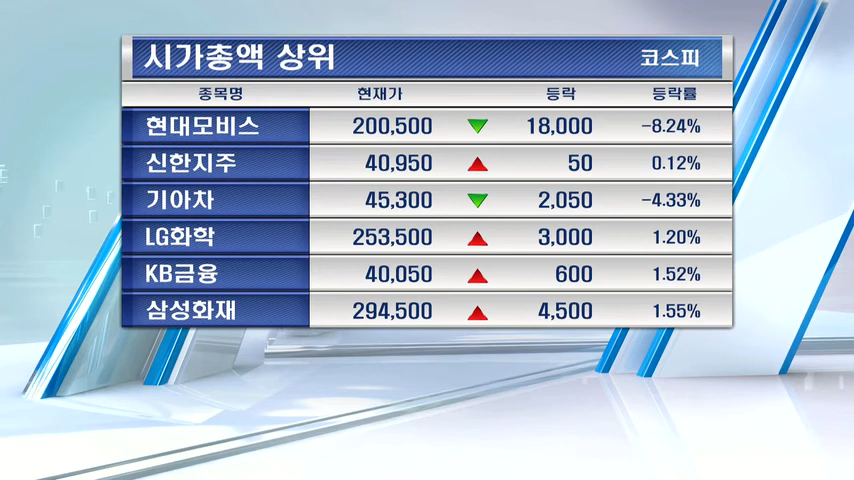 시가총액 상위 코스피
종목명 현재가 등락 등락률
현대모비스 200,500 ▼ 18,000 -8.24%
신한지주 40,950 ▲ 50 0.12%
기아차 45,300 ▼ 2,050 -4.33%
LG화학 253,500 ▲ 3,000 1.20%
KB금융 40,050 ▲ 600 1.52%
삼성화재 294,500 ▲ 4,500 1.55%